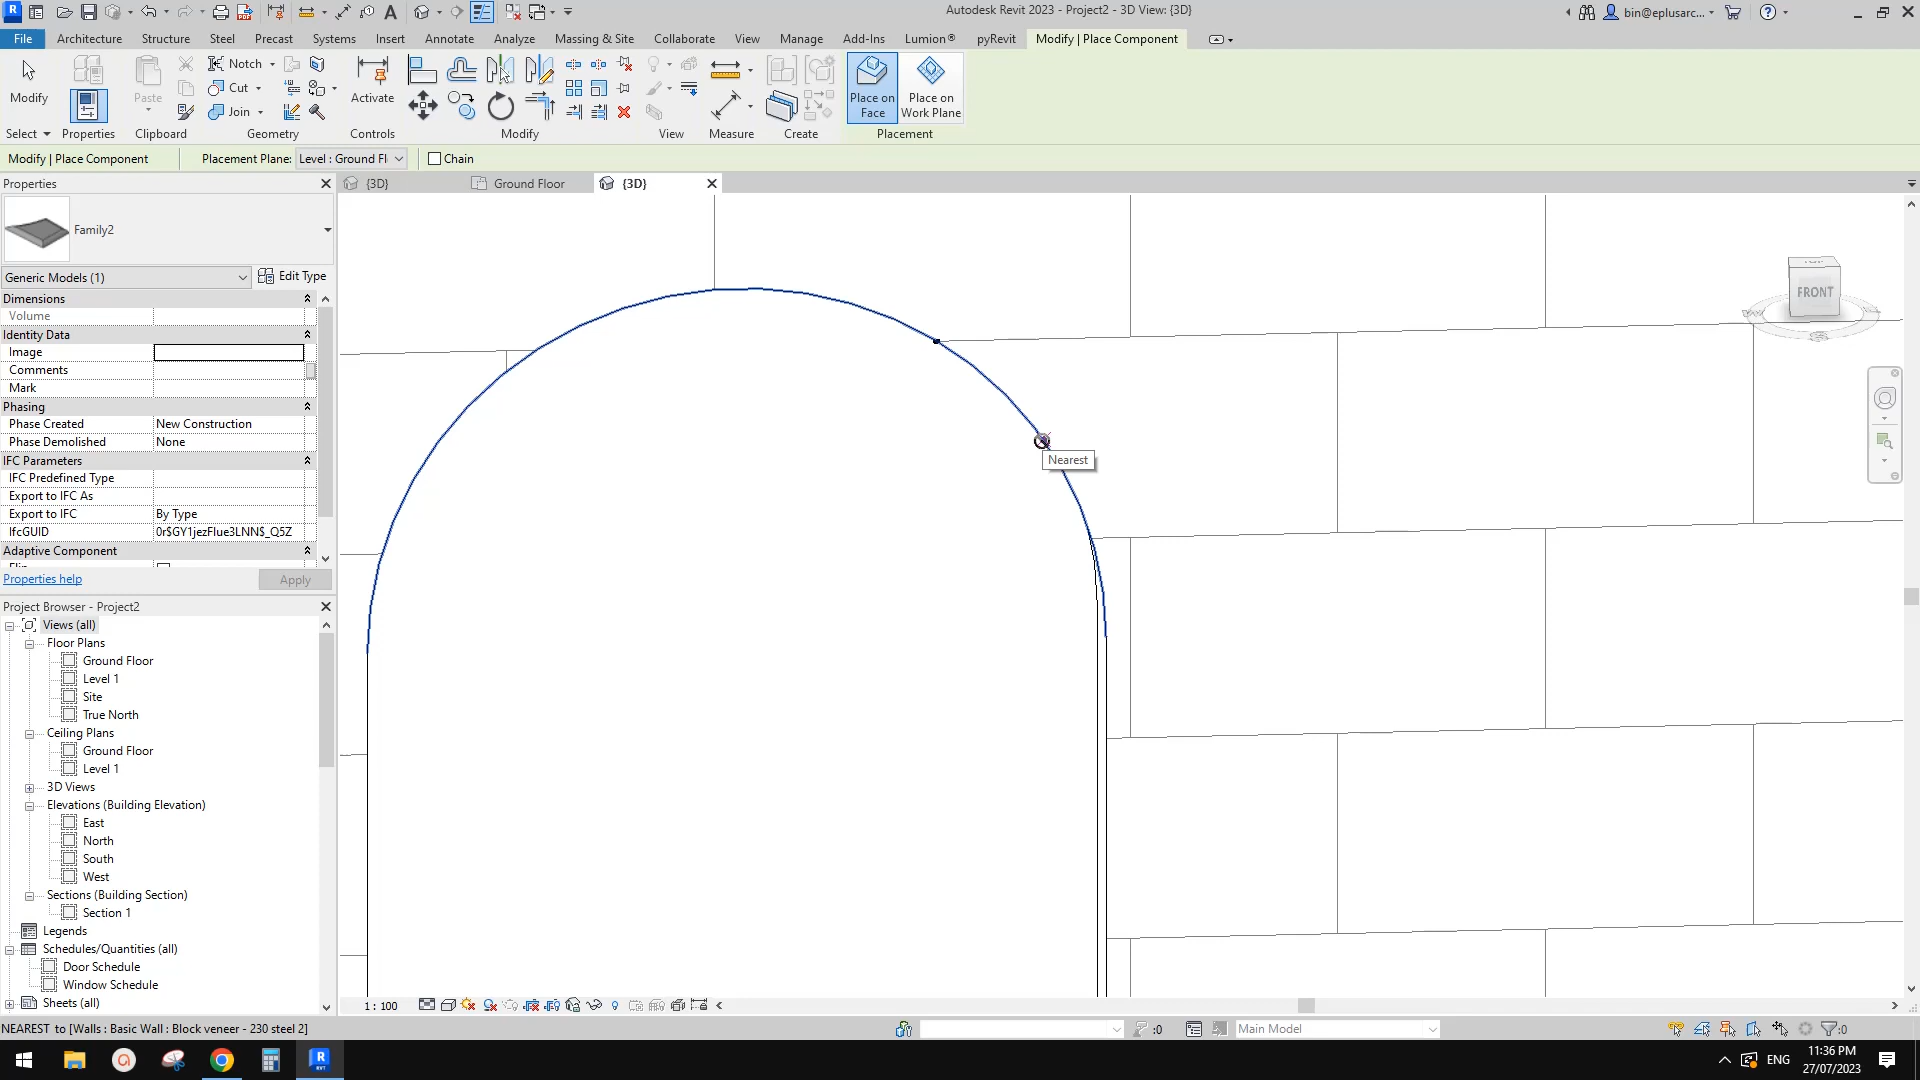 Autodesk Revit 2023 - Project2 - 3D View: {3D}
bin@eplusarc...
File Architecture Structure Steel Precast Systems Insert Annotate Analyze Massing & Site Collaborate View Manage Add-Ins Lumion® pyRevit Modify | Place Component
Modify
Paste
Notch
Cut
Join
Activate
Place on Face
Place on Work Plane
Select Properties Clipboard Geometry Controls Modify View Measure Create Placement
Modify | Place Component
Placement Plane: Level : Ground Fl
Chain
Properties
{3D}
Ground Floor
{3D}
Family2
Generic Models (1)
Edit Type
Dimensions
Volume
Identity Data
Image
Comments
Mark
Phasing
Phase Created New Construction
Phase Demolished None
IFC Parameters
IFC Predefined Type
Export to IFC As
Export to IFC By Type
IfcGUID 0r$GY1jezFIue3LNN$_Q5Z
Adaptive Component
Properties help
Apply
Project Browser - Project2
Views (all)
Floor Plans
Ground Floor
Level 1
Site
True North
Ceiling Plans
Ground Floor
Level 1
3D Views
Elevations (Building Elevation)
East
North
South
West
Sections (Building Section)
Section 1
Legends
Schedules/Quantities (all)
Door Schedule
Window Schedule
Sheets (all)
FRONT
Nearest
1 : 100
NEAREST to [Walls : Basic Wall : Block veneer - 230 steel 2]
:0
Main Model
:0
ENG
11:36 PM
27/07/2023